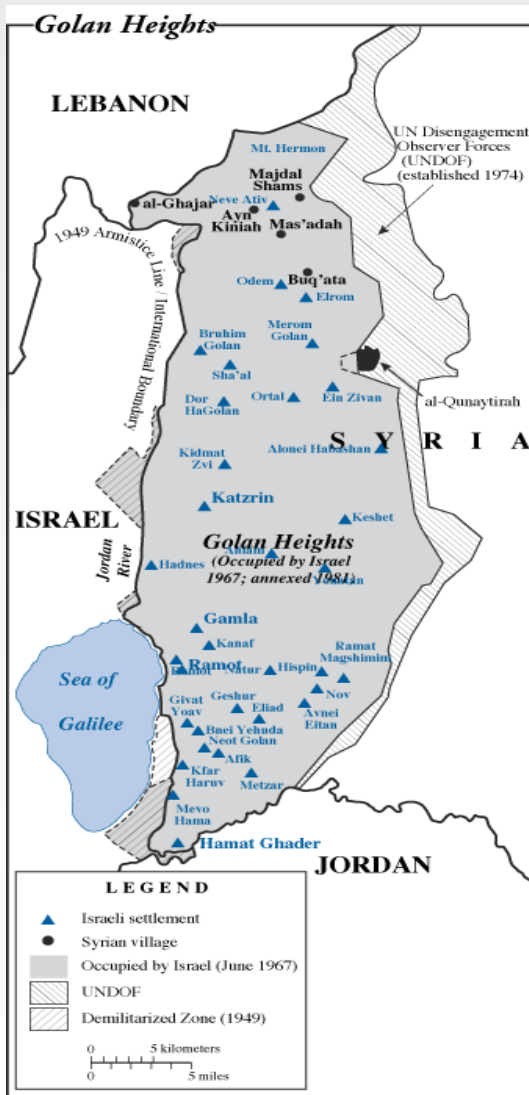 Golan Heights
LEBANON
UN Disengagement
Observer Forces
(UNDOF)
(established 1974)
Mt. Hermon
Majdal
Shams
Neve Ativ
al-Ghajar
Ayn
Kiniah
Mas'adah
1949 Armistice Line / International Boundary
Buq'ata
Odem
Elrom
Bruhim
Golan
Merom
Golan
Sha'al
Dor
HaGolan
Ortal
Ein Zivan
al-Qunaytirah
SYRIA
Alonei Habashan
Kidmat
Zvi
Katzrin
ISRAEL
Keshet
Jordan
River
Golan Heights
Aniam
(Occupied by Israel
1967; annexed 1981)
Hadnes
Gamla
Kanaf
Ramat
Magshimim
Ramot
Ramot
Natur
Hispin
Sea of
Galilee
Nov
Givat
Yoav
Geshur
Eliad
Avnei
Eitan
Bnei Yehuda
Neot Golan
Afik
Kfar
Haruv
Metzar
Mevo
Hama
Hamat Ghader
JORDAN
LEGEND
Israeli settlement
Syrian village
Occupied by Israel (June 1967)
UNDOF
Demilitarized Zone (1949)
0 5 kilometers
0 5 miles